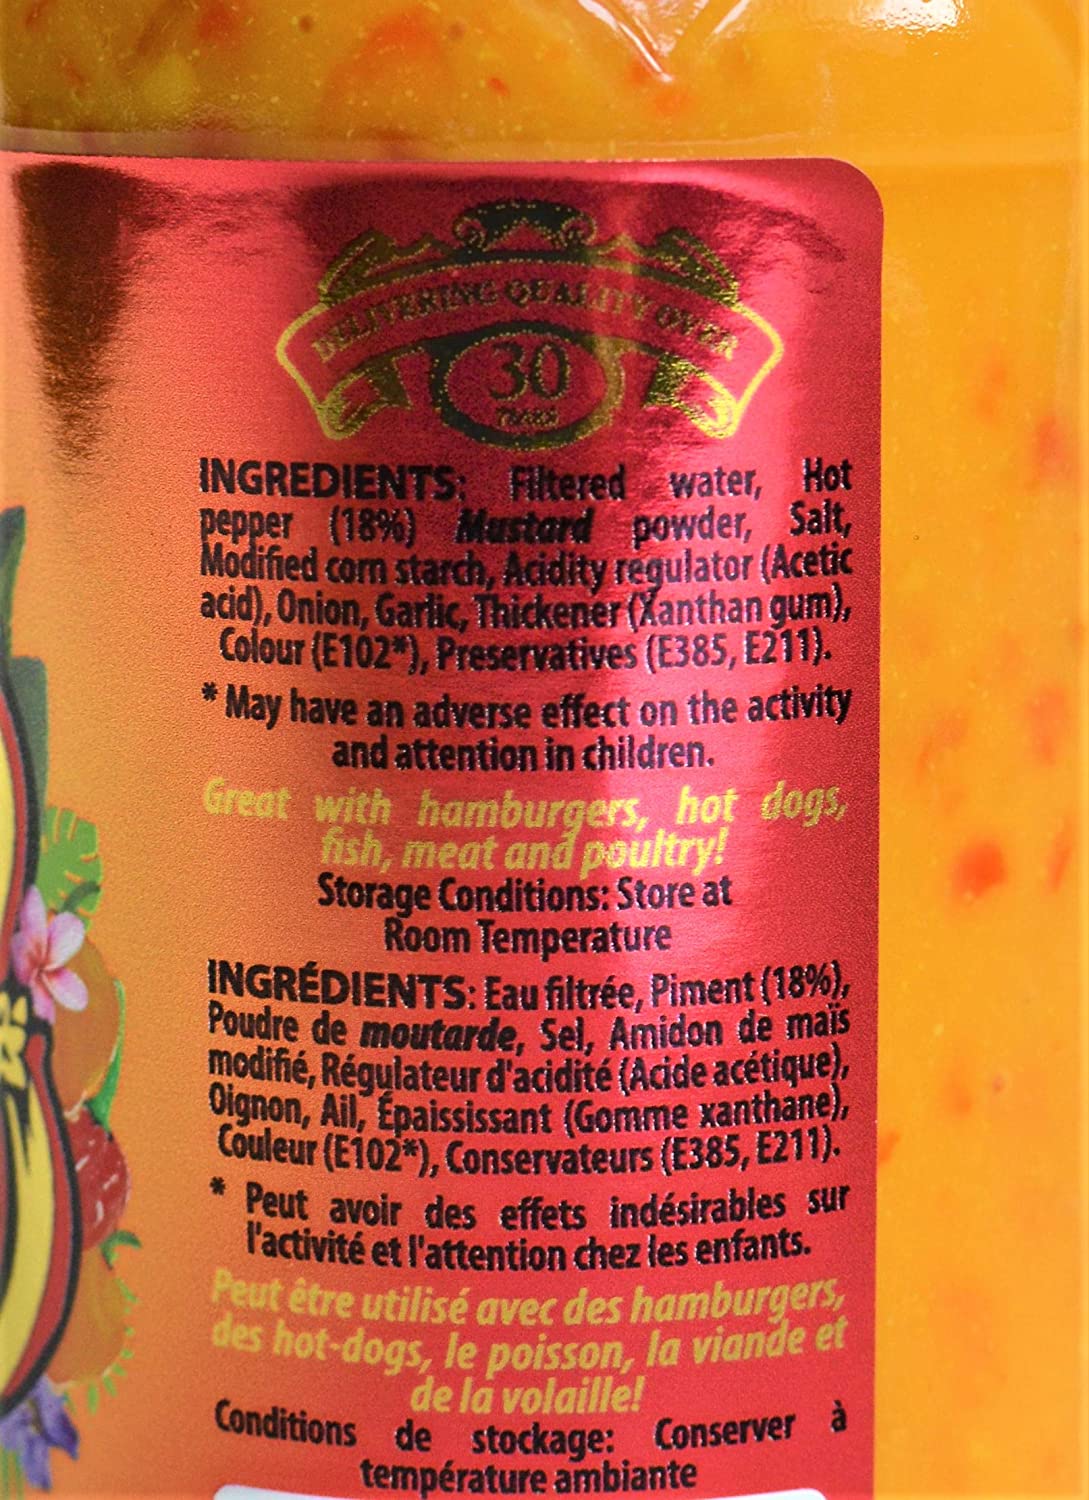 DELIVERING QUALITY OVER
30
YEARS
INGREDIENTS: Filtered water, Hot
pepper (18%) Mustard powder, Salt,
Modified corn starch, Acidity regulator (Acetic
acid), Onion, Garlic, Thickener (Xanthan gum),
Colour (E102*), Preservatives (E385, E211).
* May have an adverse effect on the activity
and attention in children.
Great with hamburgers, hot dogs,
fish, meat and poultry!
Storage Conditions: Store at
Room Temperature
INGRÉDIENTS: Eau filtrée, Piment (18%),
Poudre de moutarde, Sel, Amidon de maïs
modifié, Régulateur d'acidité (Acide acétique),
Oignon, Ail, Épaississant (Gomme xanthane),
Couleur (E102*), Conservateurs (E385, E211).
* Peut avoir des effets indésirables sur
l'activité et l'attention chez les enfants.
Peut être utilisé avec des hamburgers,
des hot-dogs, le poisson, la viande et
de la volaille!
Conditions de stockage: Conserver à
température ambiante